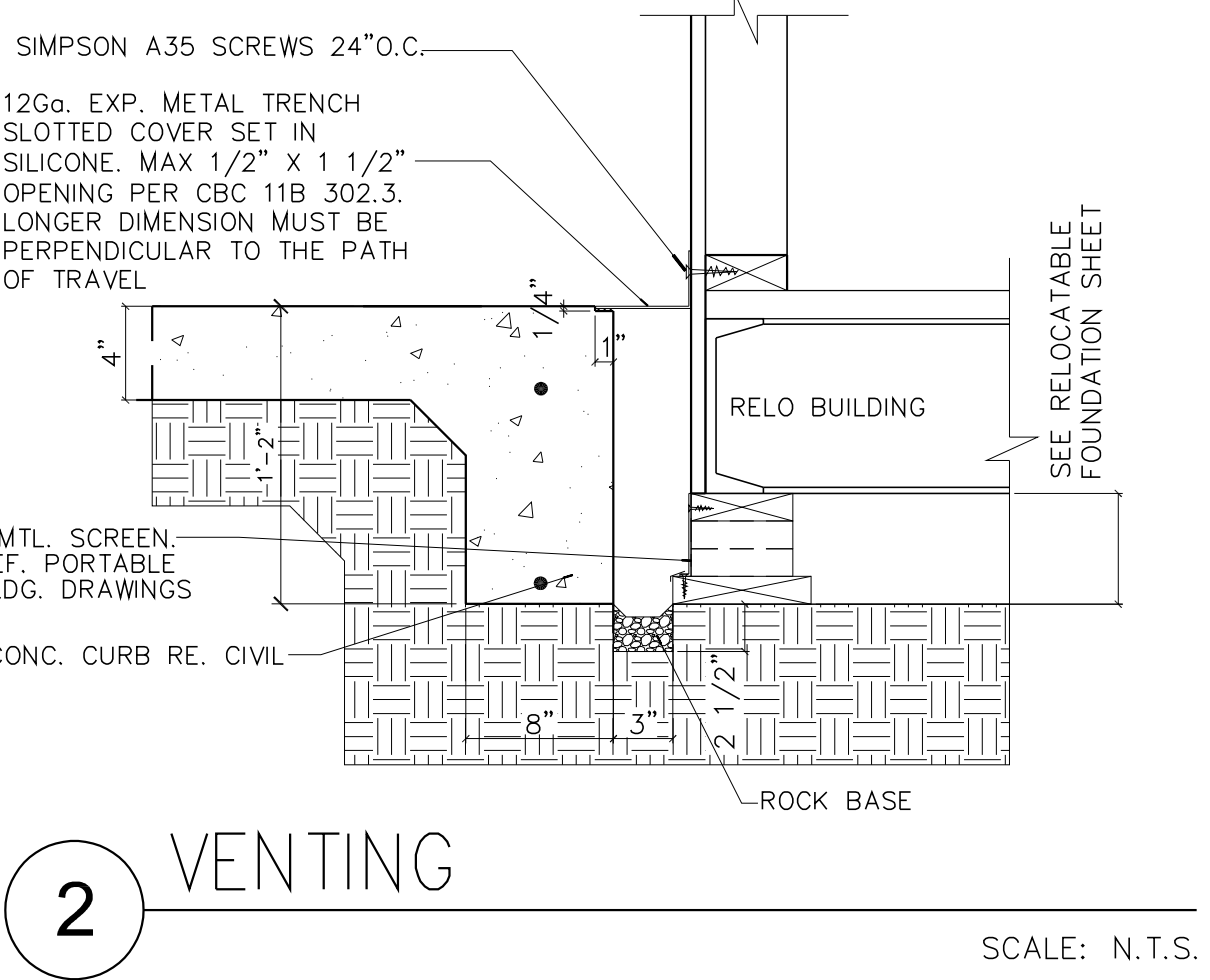 SIMPSON A35 SCREWS 24"O.C.
12Ga. EXP. METAL TRENCH
SLOTTED COVER SET IN
SILICONE. MAX 1/2" X 1 1/2"
OPENING PER CBC 11B 302.3.
LONGER DIMENSION MUST BE
PERPENDICULAR TO THE PATH
OF TRAVEL
4"
1'-2"
1/4"
1"
RELO BUILDING
SEE RELOCATABLE
FOUNDATION SHEET
MTL. SCREEN.
EF. PORTABLE
DG. DRAWINGS
CONC. CURB RE. CIVIL
8"
3"
2 1/2"
ROCK BASE
2
VENTING
SCALE: N.T.S.